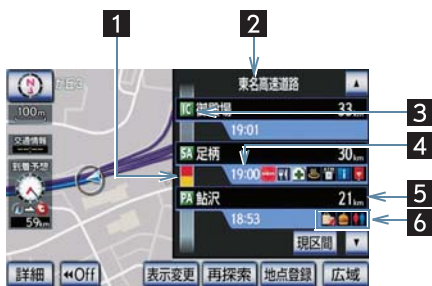 1
2
東名高速道路
▲
100m
IC 御殿場 33km
3
19:01
4
交通情報
SA 足柄 30km
到着予想
19:00
PA 鮎沢 21km
5
59km
18:53
6
現区間 ▼
詳細
◀◀Off
表示変更
再探索
地点登録
広域